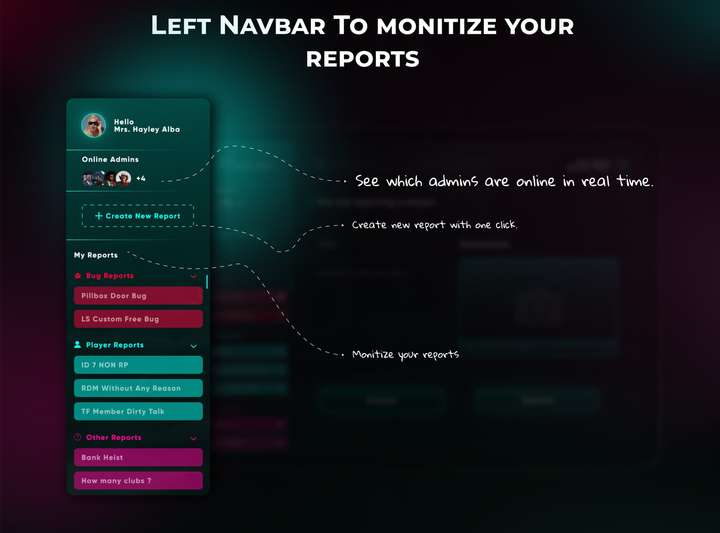 Left Navbar To monitize your
reports
Hello
Mrs. Hayley Alba
Online Admins
+4
See which admins are online in real time.
+ Create New Report
Create new report with one click.
My Reports
Bug Reports
Pillbox Door Bug
LS Custom Free Bug
Monitize your reports
Player Reports
ID 7 NON RP
RDM Without Any Reason
TF Member Dirty Talk
Other Reports
Bank Heist
How many clubs ?